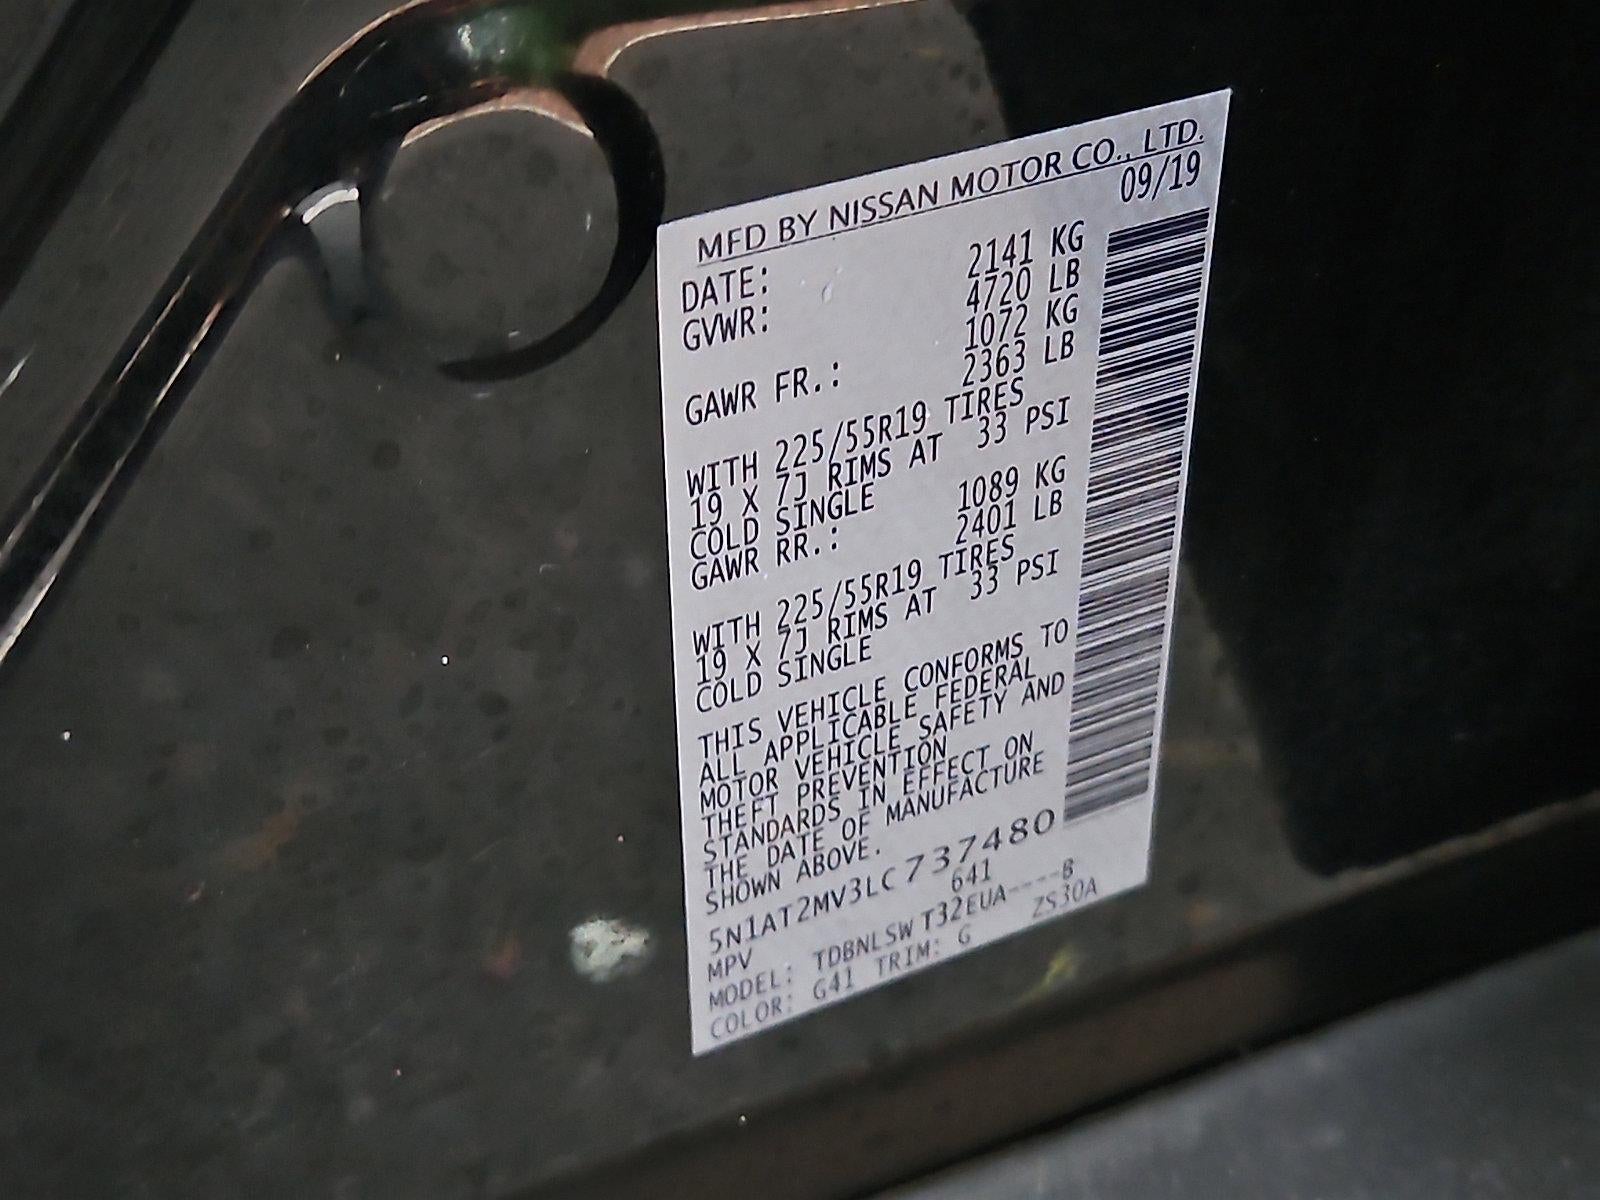 MFD BY NISSAN MOTOR CO., LTD.
DATE: 09/19
GVWR: 2141 KG
4720 LB
GAWR FR.: 1072 KG
2363 LB
WITH 225/55R19 TIRES
19 X 7J RIMS AT 33 PSI
COLD SINGLE
GAWR RR.: 1089 KG
2401 LB
WITH 225/55R19 TIRES
19 X 7J RIMS AT 33 PSI
COLD SINGLE
THIS VEHICLE CONFORMS TO
ALL APPLICABLE FEDERAL
MOTOR VEHICLE SAFETY AND
THEFT PREVENTION
STANDARDS IN EFFECT ON
THE DATE OF MANUFACTURE
SHOWN ABOVE.
5N1AT2MV3LC737480
MPV 641
MODEL: TDBNLSW T32EUA----B
COLOR: G41 TRIM: G ZS30A